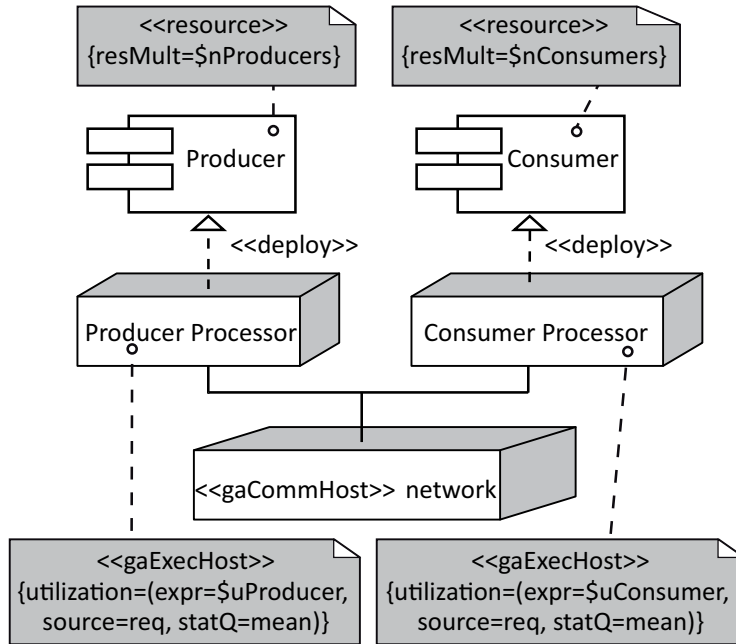 <<resource>>
{resMult=$nProducers}
<<resource>>
{resMult=$nConsumers}
Producer
Consumer
<<deploy>>
<<deploy>>
Producer Processor
Consumer Processor
<<gaCommHost>> network
<<gaExecHost>>
{utilization=(expr=$uProducer,
source=req, statQ=mean)}
<<gaExecHost>>
{utilization=(expr=$uConsumer,
source=req, statQ=mean)}